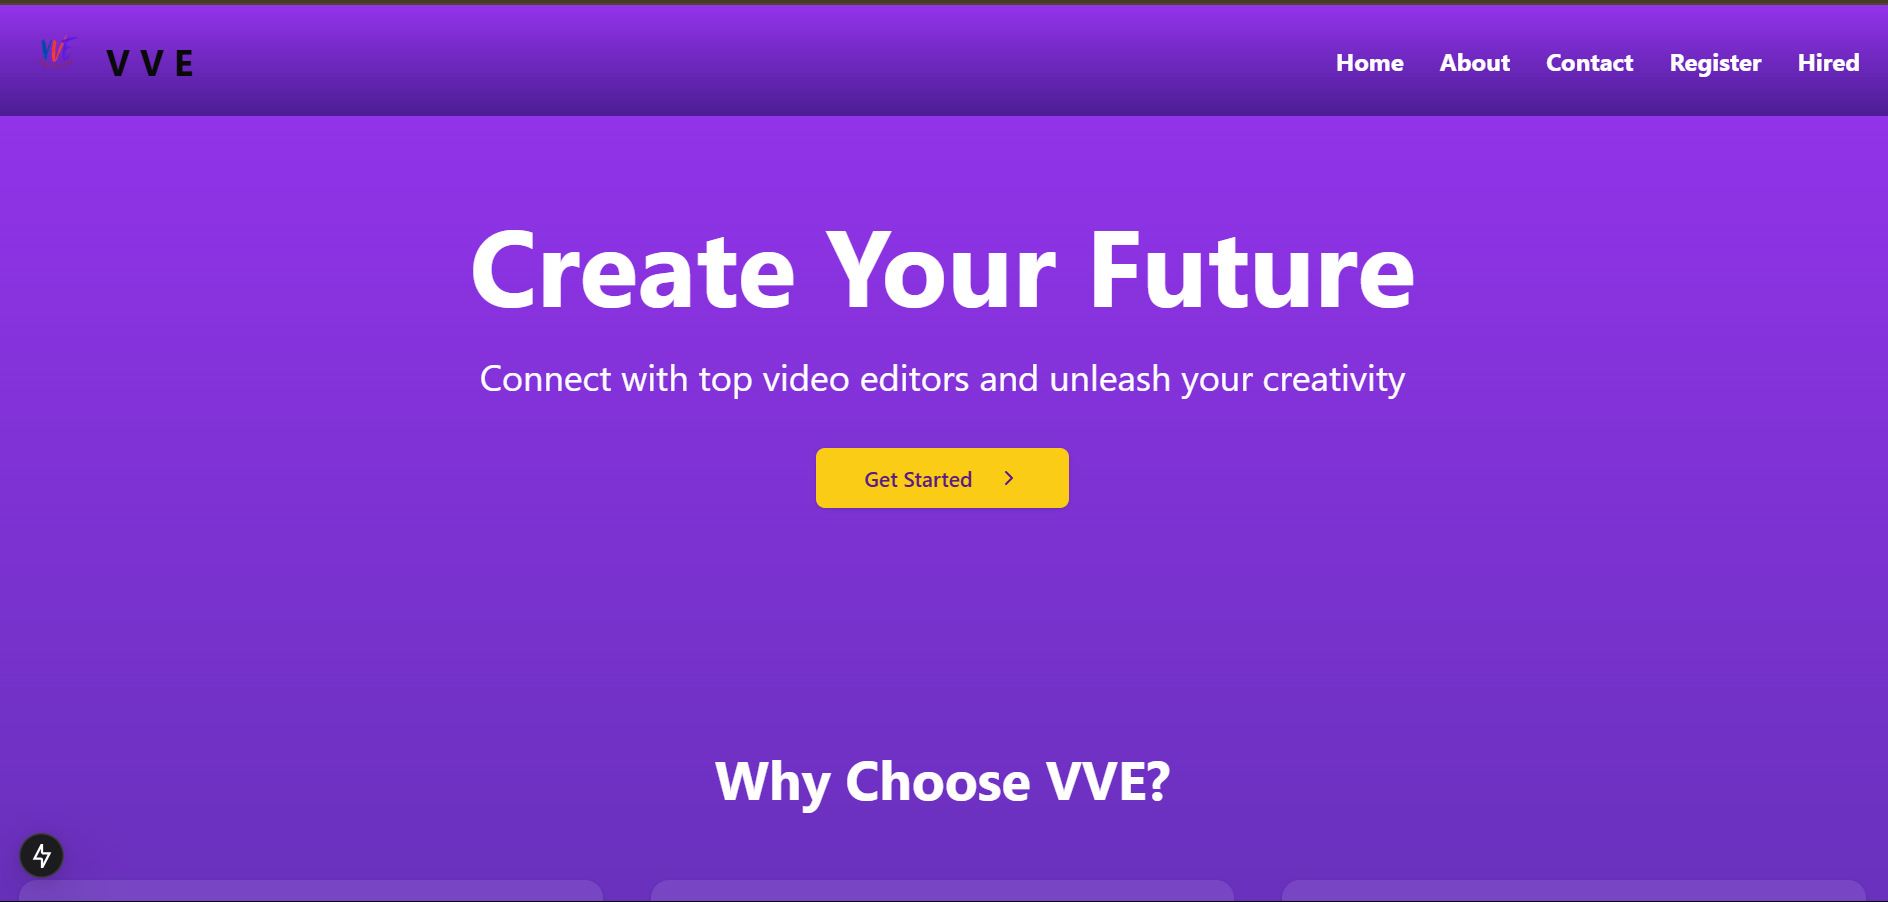 VVE
V V E
Home About Contact Register Hired
Create Your Future
Connect with top video editors and unleash your creativity
Get Started
Why Choose VVE?